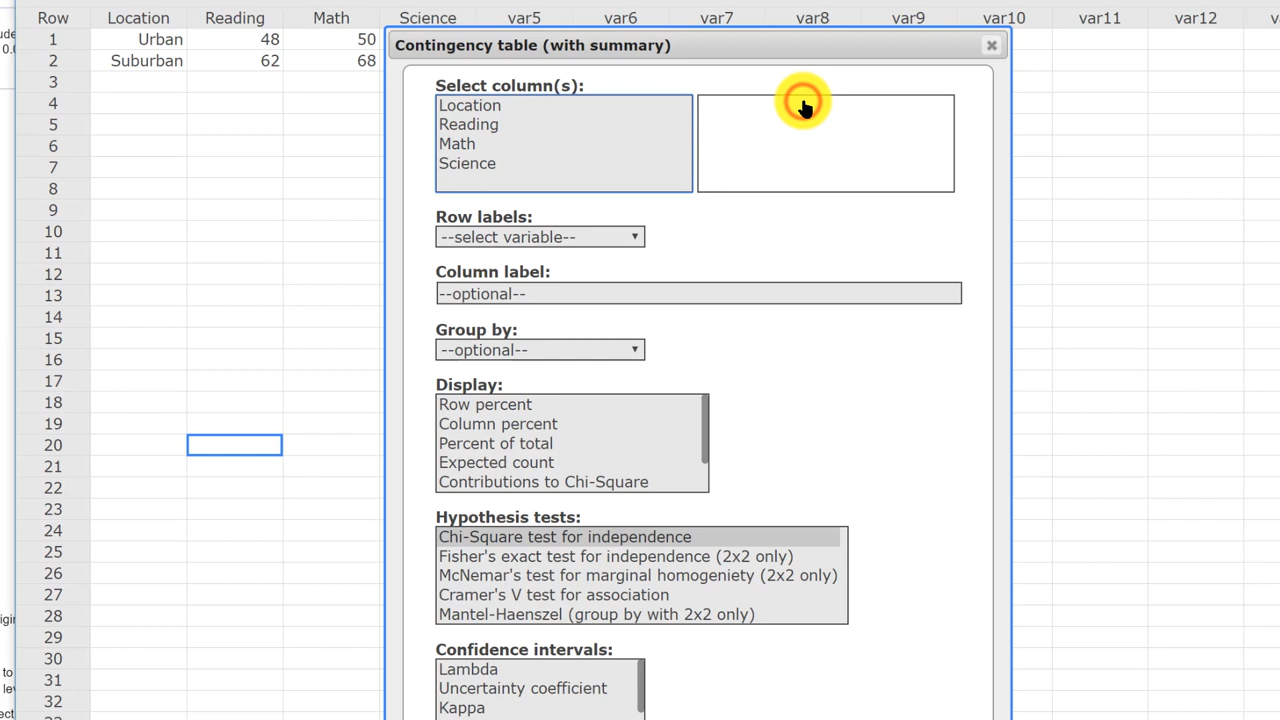 Row Location Reading Math Science var5 var6 var7 var8 var9 var10 var11 var12
1 Urban 48 50
2 Suburban 62 68
3
4
5
6
7
8
9
10
11
12
13
14
15
16
17
18
19
20
21
22
23
24
25
26
27
28
29
30
31
32
Contingency table (with summary)
Select column(s):
Location
Reading
Math
Science
Row labels:
--select variable--
Column label:
--optional--
Group by:
--optional--
Display:
Row percent
Column percent
Percent of total
Expected count
Contributions to Chi-Square
Hypothesis tests:
Chi-Square test for independence
Fisher's exact test for independence (2x2 only)
McNemar's test for marginal homogeniety (2x2 only)
Cramer's V test for association
Mantel-Haenszel (group by with 2x2 only)
Confidence intervals:
Lambda
Uncertainty coefficient
Kappa